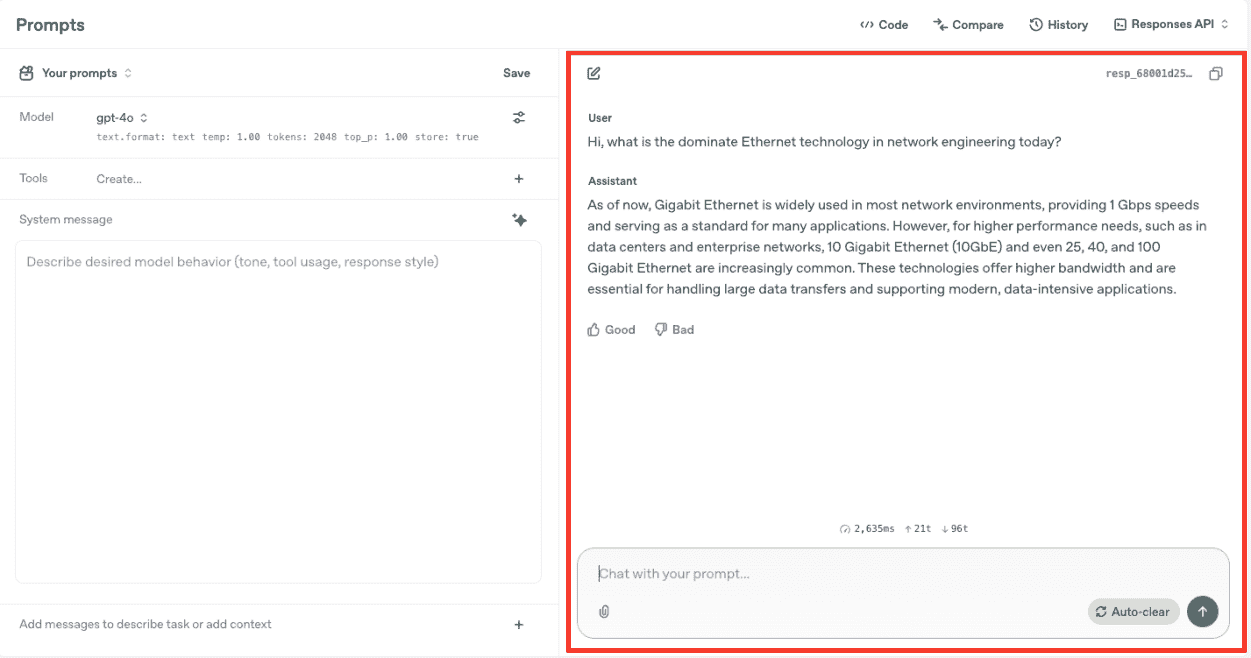 Prompts
Code
Compare
History
Responses API
Your prompts
Save
Model
gpt-4o
text.format: text temp: 1.00 tokens: 2048 top_p: 1.00 store: true
Tools
Create...
System message
Describe desired model behavior (tone, tool usage, response style)
Add messages to describe task or add context
resp_68001d25…
User
Hi, what is the dominate Ethernet technology in network engineering today?
Assistant
As of now, Gigabit Ethernet is widely used in most network environments, providing 1 Gbps speeds
and serving as a standard for many applications. However, for higher performance needs, such as in
data centers and enterprise networks, 10 Gigabit Ethernet (10GbE) and even 25, 40, and 100
Gigabit Ethernet are increasingly common. These technologies offer higher bandwidth and are
essential for handling large data transfers and supporting modern, data-intensive applications.
Good
Bad
2,635ms ↑21t ↓96t
Chat with your prompt...
Auto-clear